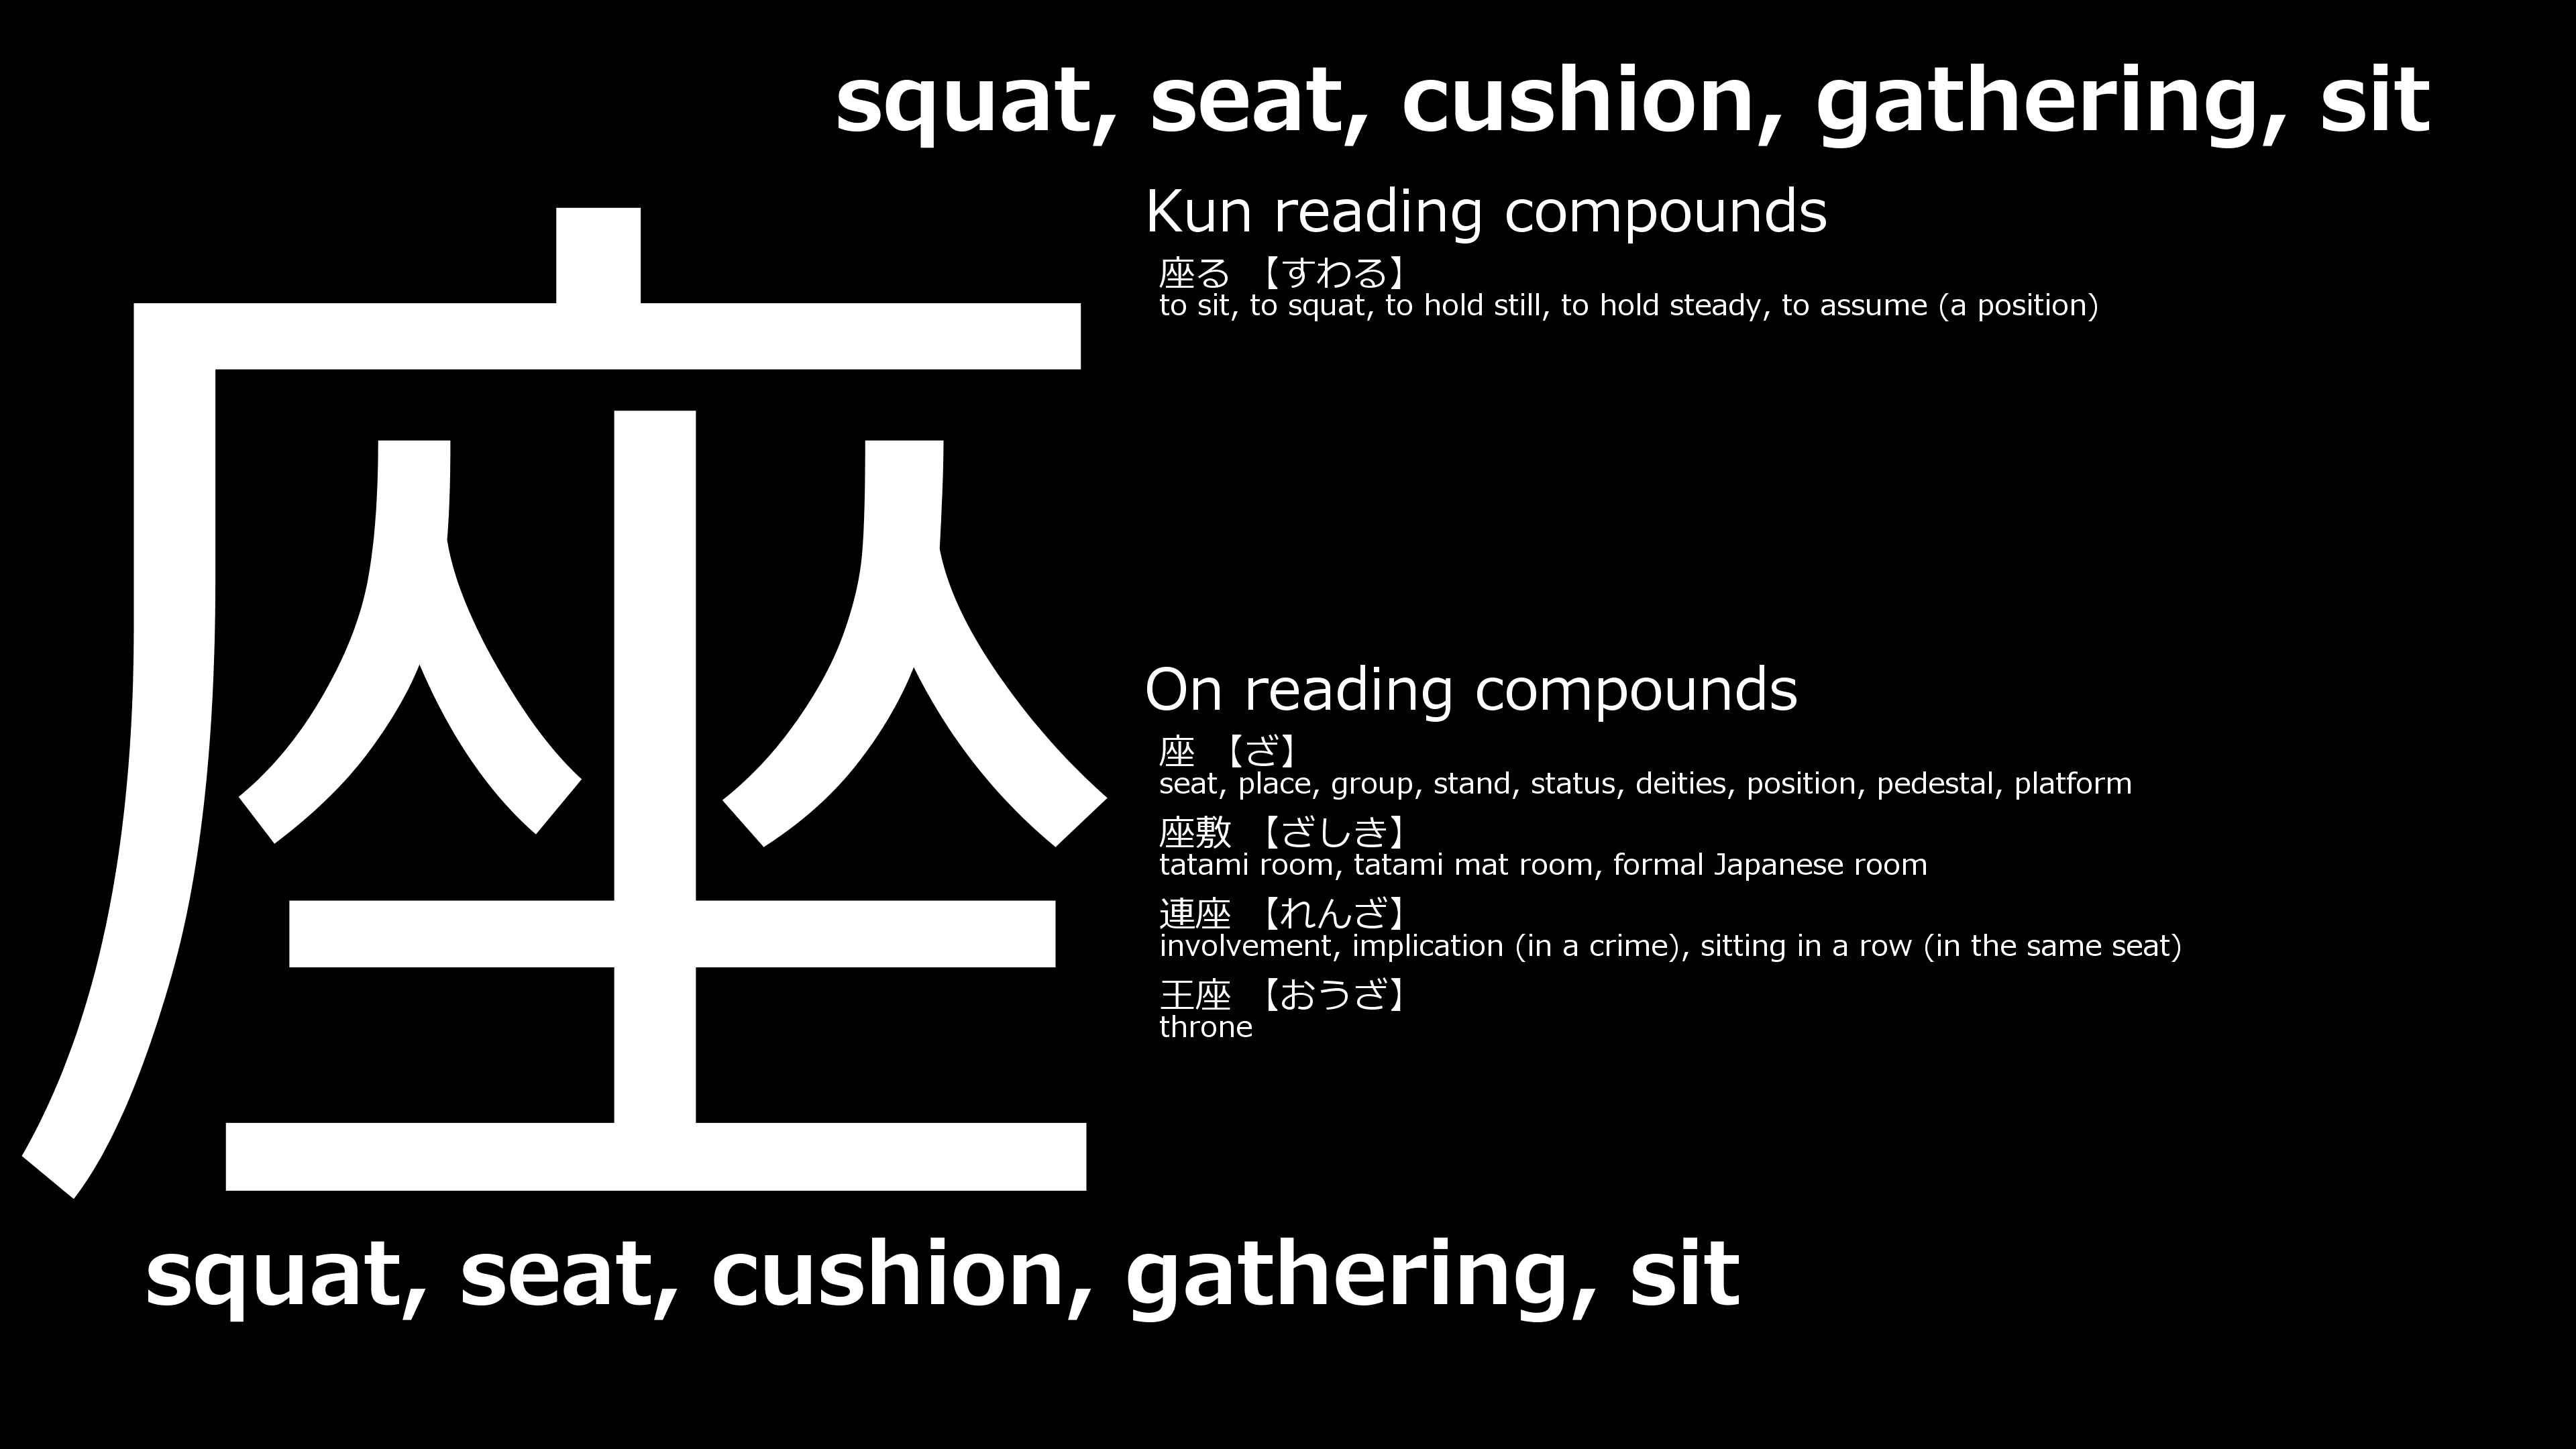 squat, seat, cushion, gathering, sit
座
Kun reading compounds
座る 【すわる】
to sit, to squat, to hold still, to hold steady, to assume (a position)
On reading compounds
座 【ざ】
seat, place, group, stand, status, deities, position, pedestal, platform
座敷 【ざしき】
tatami room, tatami mat room, formal Japanese room
連座 【れんざ】
involvement, implication (in a crime), sitting in a row (in the same seat)
王座 【おうざ】
throne
squat, seat, cushion, gathering, sit